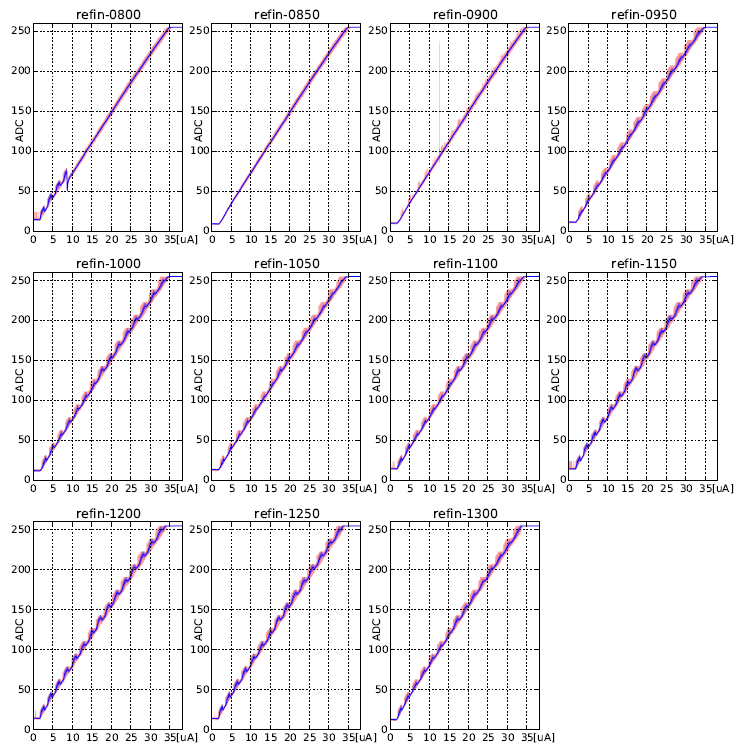 refin-0800 refin-0850 refin-0900 refin-0950
250 250 250 250
200 200 200 200
150 150 150 150
ADC ADC ADC ADC
100 100 100 100
50 50 50 50
0 0 0 0
0 5 10 15 20 25 30 35[uA] 0 5 10 15 20 25 30 35[uA] 0 5 10 15 20 25 30 35[uA] 0 5 10 15 20 25 30 35[uA]
refin-1000 refin-1050 refin-1100 refin-1150
250 250 250 250
200 200 200 200
150 150 150 150
ADC ADC ADC ADC
100 100 100 100
50 50 50 50
0 0 0 0
0 5 10 15 20 25 30 35[uA] 0 5 10 15 20 25 30 35[uA] 0 5 10 15 20 25 30 35[uA] 0 5 10 15 20 25 30 35[uA]
refin-1200 refin-1250 refin-1300
250 250 250
200 200 200
150 150 150
ADC ADC ADC
100 100 100
50 50 50
0 0 0
0 5 10 15 20 25 30 35[uA] 0 5 10 15 20 25 30 35[uA] 0 5 10 15 20 25 30 35[uA]